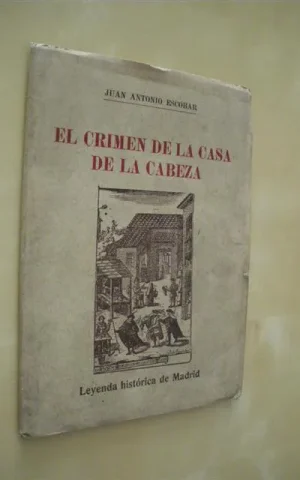 JUAN ANTONIO ESCOBAR
EL CRIMEN DE LA CASA
DE LA CABEZA
Leyenda histórica de Madrid